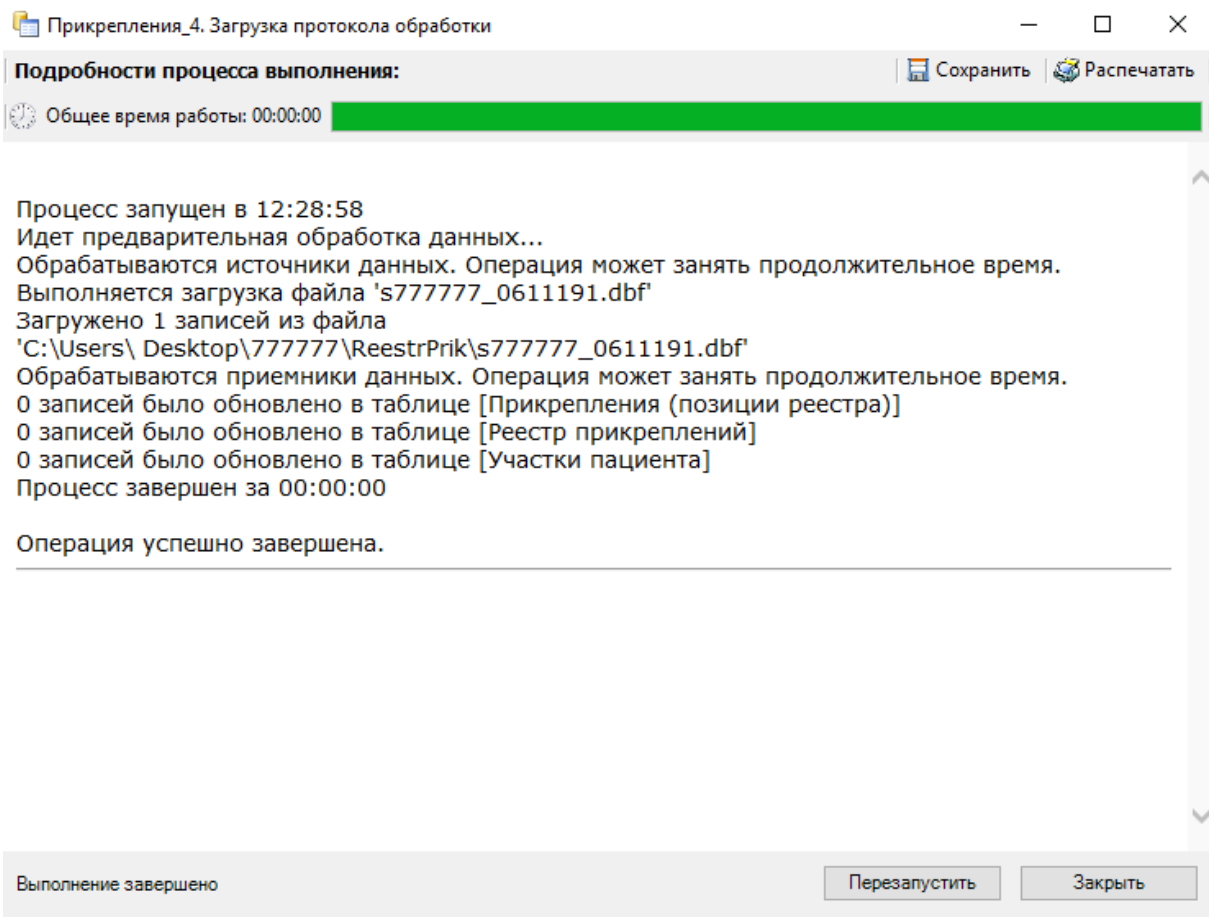 Прикрепления_4. Загрузка протокола обработки
Подробности процесса выполнения:
Сохранить
Распечатать
Общее время работы: 00:00:00
Процесс запущен в 12:28:58
Идет предварительная обработка данных...
Обрабатываются источники данных. Операция может занять продолжительное время.
Выполняется загрузка файла 's777777_0611191.dbf'
Загружено 1 записей из файла
'C:\Users\ Desktop\777777\ReestrPrik\s777777_0611191.dbf'
Обрабатываются приемники данных. Операция может занять продолжительное время.
0 записей было обновлено в таблице [Прикрепления (позиции реестра)]
0 записей было обновлено в таблице [Реестр прикреплений]
0 записей было обновлено в таблице [Участки пациента]
Процесс завершен за 00:00:00
Операция успешно завершена.
Выполнение завершено
Перезапустить
Закрыть